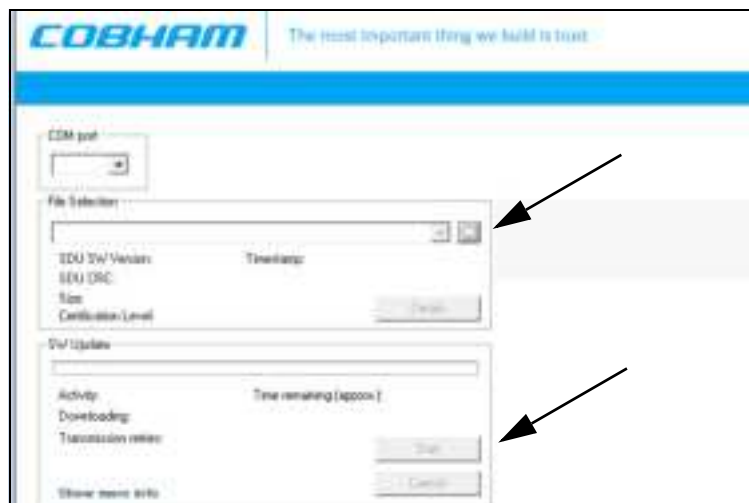 COBHAM
The most important thing we build is trust
COM port
File Selection
SDU SW Version:
Timestamp:
SDU CRC:
Size:
Certification Level:
Details
SW Update
Activity:
Time remaining (approx.):
Downloading:
Transmission retries:
Start
Cancel
Show more info